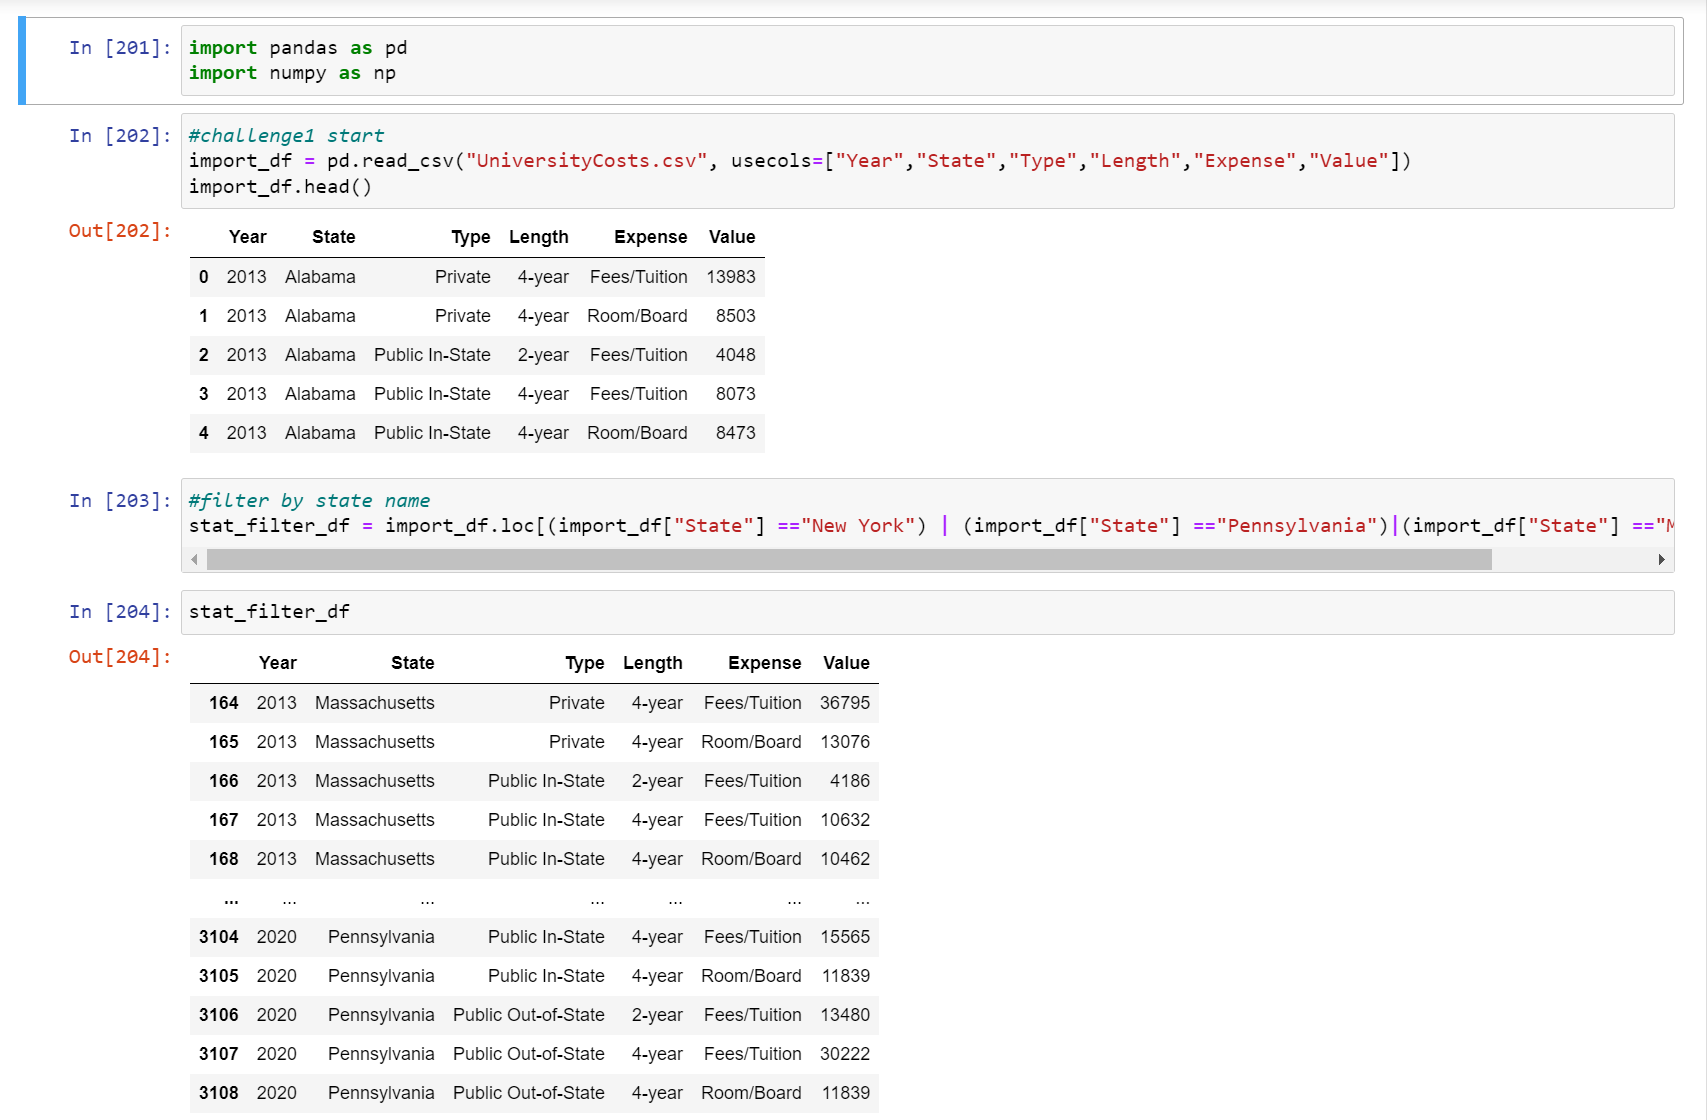 In [201]: import pandas as pd
import numpy as np
In [202]: #challenge1 start
import_df = pd.read_csv("UniversityCosts.csv", usecols=["Year","State","Type","Length","Expense","Value"])
import_df.head()
Out[202]:
Year State Type Length Expense Value
0 2013 Alabama Private 4-year Fees/Tuition 13983
1 2013 Alabama Private 4-year Room/Board 8503
2 2013 Alabama Public In-State 2-year Fees/Tuition 4048
3 2013 Alabama Public In-State 4-year Fees/Tuition 8073
4 2013 Alabama Public In-State 4-year Room/Board 8473
In [203]: #filter by state name
stat_filter_df = import_df.loc[(import_df["State"] =="New York") | (import_df["State"] =="Pennsylvania")|(import_df["State"] =="M
In [204]: stat_filter_df
Out[204]:
Year State Type Length Expense Value
164 2013 Massachusetts Private 4-year Fees/Tuition 36795
165 2013 Massachusetts Private 4-year Room/Board 13076
166 2013 Massachusetts Public In-State 2-year Fees/Tuition 4186
167 2013 Massachusetts Public In-State 4-year Fees/Tuition 10632
168 2013 Massachusetts Public In-State 4-year Room/Board 10462
... ... ... ... ... ... ...
3104 2020 Pennsylvania Public In-State 4-year Fees/Tuition 15565
3105 2020 Pennsylvania Public In-State 4-year Room/Board 11839
3106 2020 Pennsylvania Public Out-of-State 2-year Fees/Tuition 13480
3107 2020 Pennsylvania Public Out-of-State 4-year Fees/Tuition 30222
3108 2020 Pennsylvania Public Out-of-State 4-year Room/Board 11839